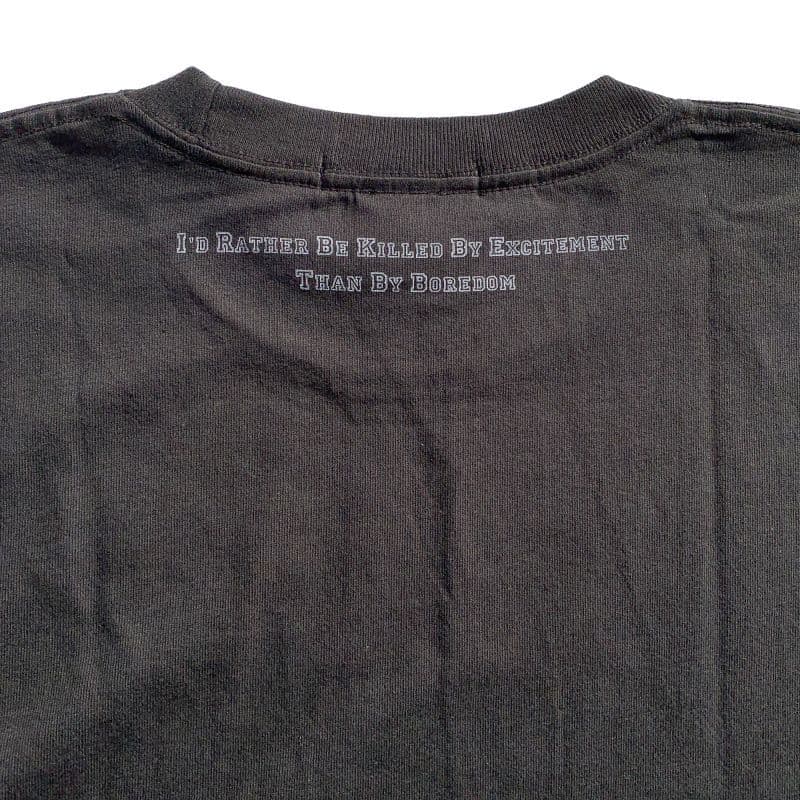 I'd Rather Be Killed By Excitement
Than By Boredom